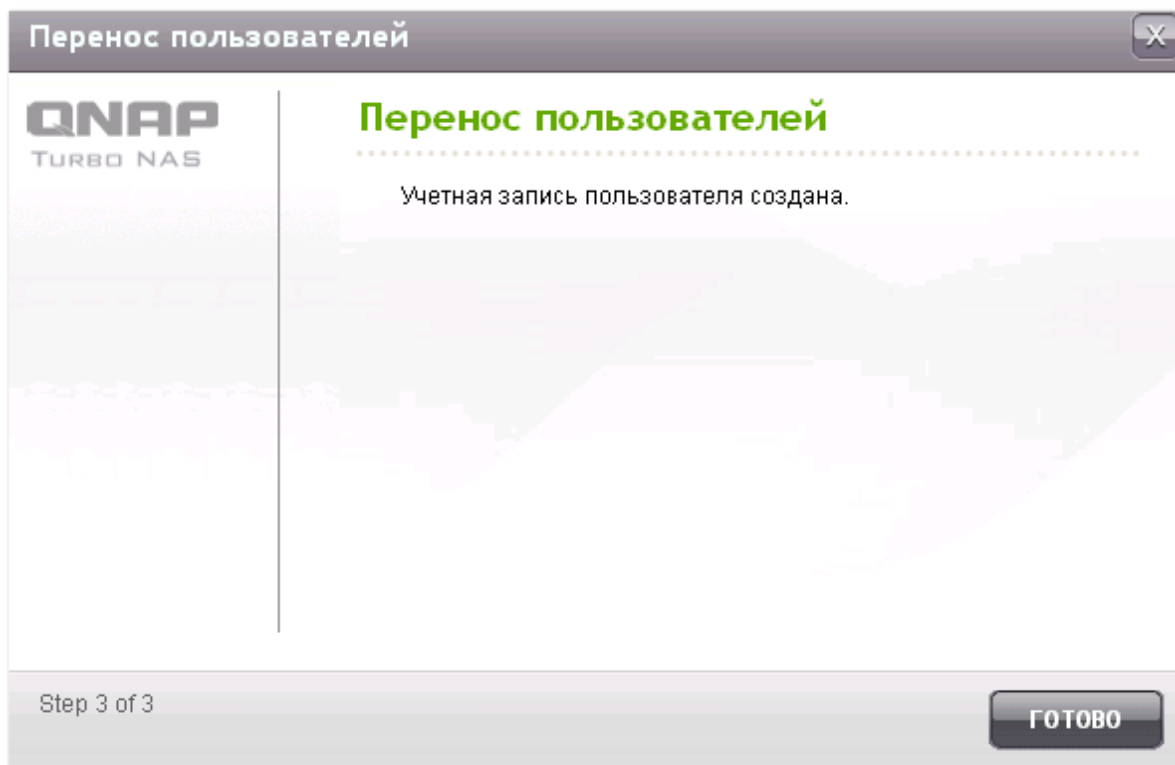 Перенос пользователей
X
QNAP
TURBO NAS
Перенос пользователей
Учетная запись пользователя создана.
Step 3 of 3
ГОТОВО